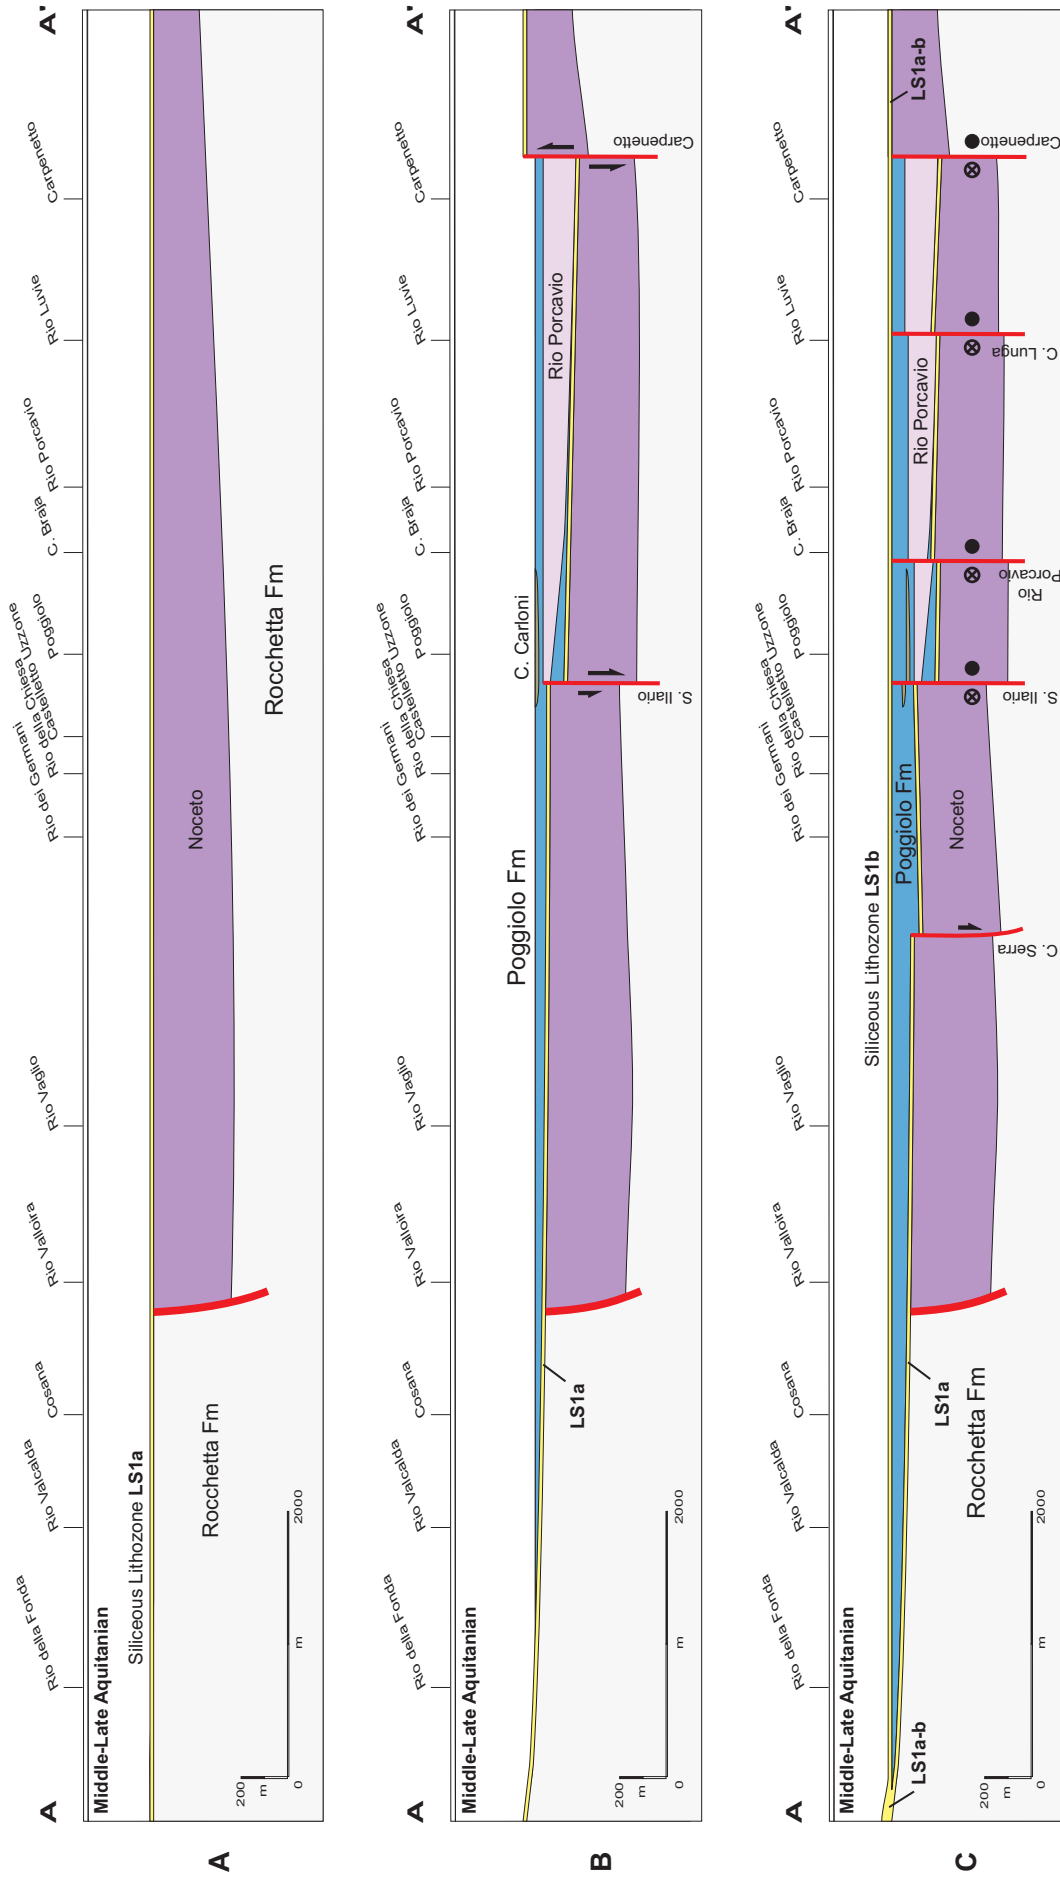 A
A'
Rio della Fonda
Rio Valcalda
Cosana
Rio Valloira
Rio Vaglio
Rio dei Germani
Rio della Chiesa
Castelletto Uzzone
Poggiolo
C. Braja
Rio Porcavio
Rio Luvie
Carpenetto
Middle-Late Aquitanian
Siliceous Lithozone LS1a
Rocchetta Fm
Noceto
Rocchetta Fm
200
m
0
m
2000
A
A
A'
Rio della Fonda
Rio Valcalda
Cosana
Rio Valloira
Rio Vaglio
Rio dei Germani
Rio della Chiesa
Castelletto Uzzone
Poggiolo
C. Braja
Rio Porcavio
Rio Luvie
Carpenetto
Middle-Late Aquitanian
Poggiolo Fm
C. Carloni
Rio Porcavio
LS1a
S. Ilario
Carpenetto
200
m
0
m
2000
B
A
A'
Rio della Fonda
Rio Valcalda
Cosana
Rio Valloira
Rio Vaglio
Rio dei Germani
Rio della Chiesa
Castelletto Uzzone
Poggiolo
C. Braja
Rio Porcavio
Rio Luvie
Carpenetto
Middle-Late Aquitanian
Siliceous Lithozone LS1b
Poggiolo Fm
Rio Porcavio
LS1a-b
LS1a-b
LS1a
Noceto
Rocchetta Fm
C. Serra
S. Ilario
Rio
Porcavio
C. Lunga
Carpenetto
200
m
0
m
2000
C